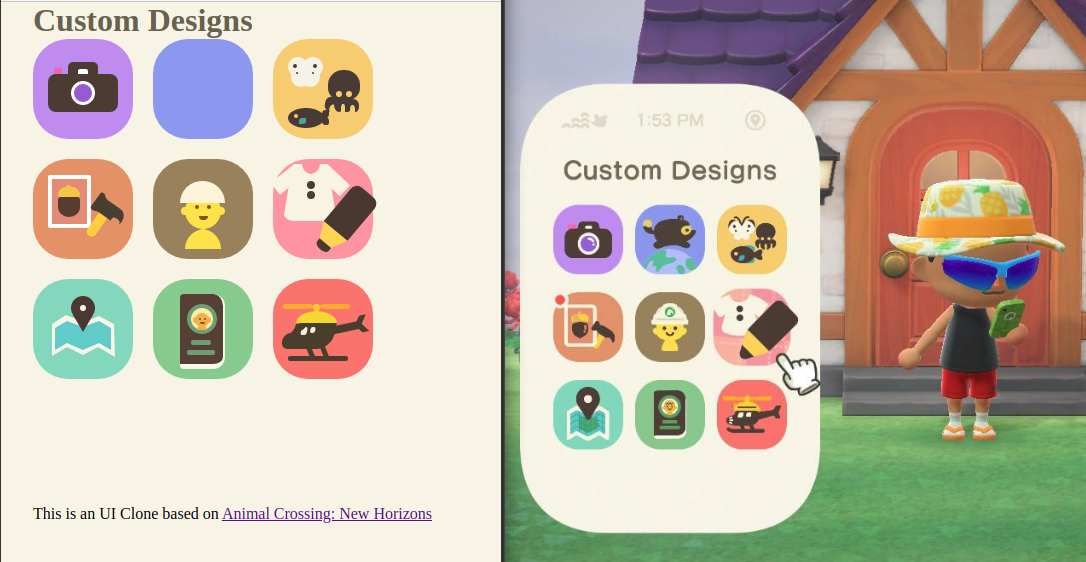 Custom Designs
This is an UI Clone based on Animal Crossing: New Horizons
1:53 PM
Custom Designs